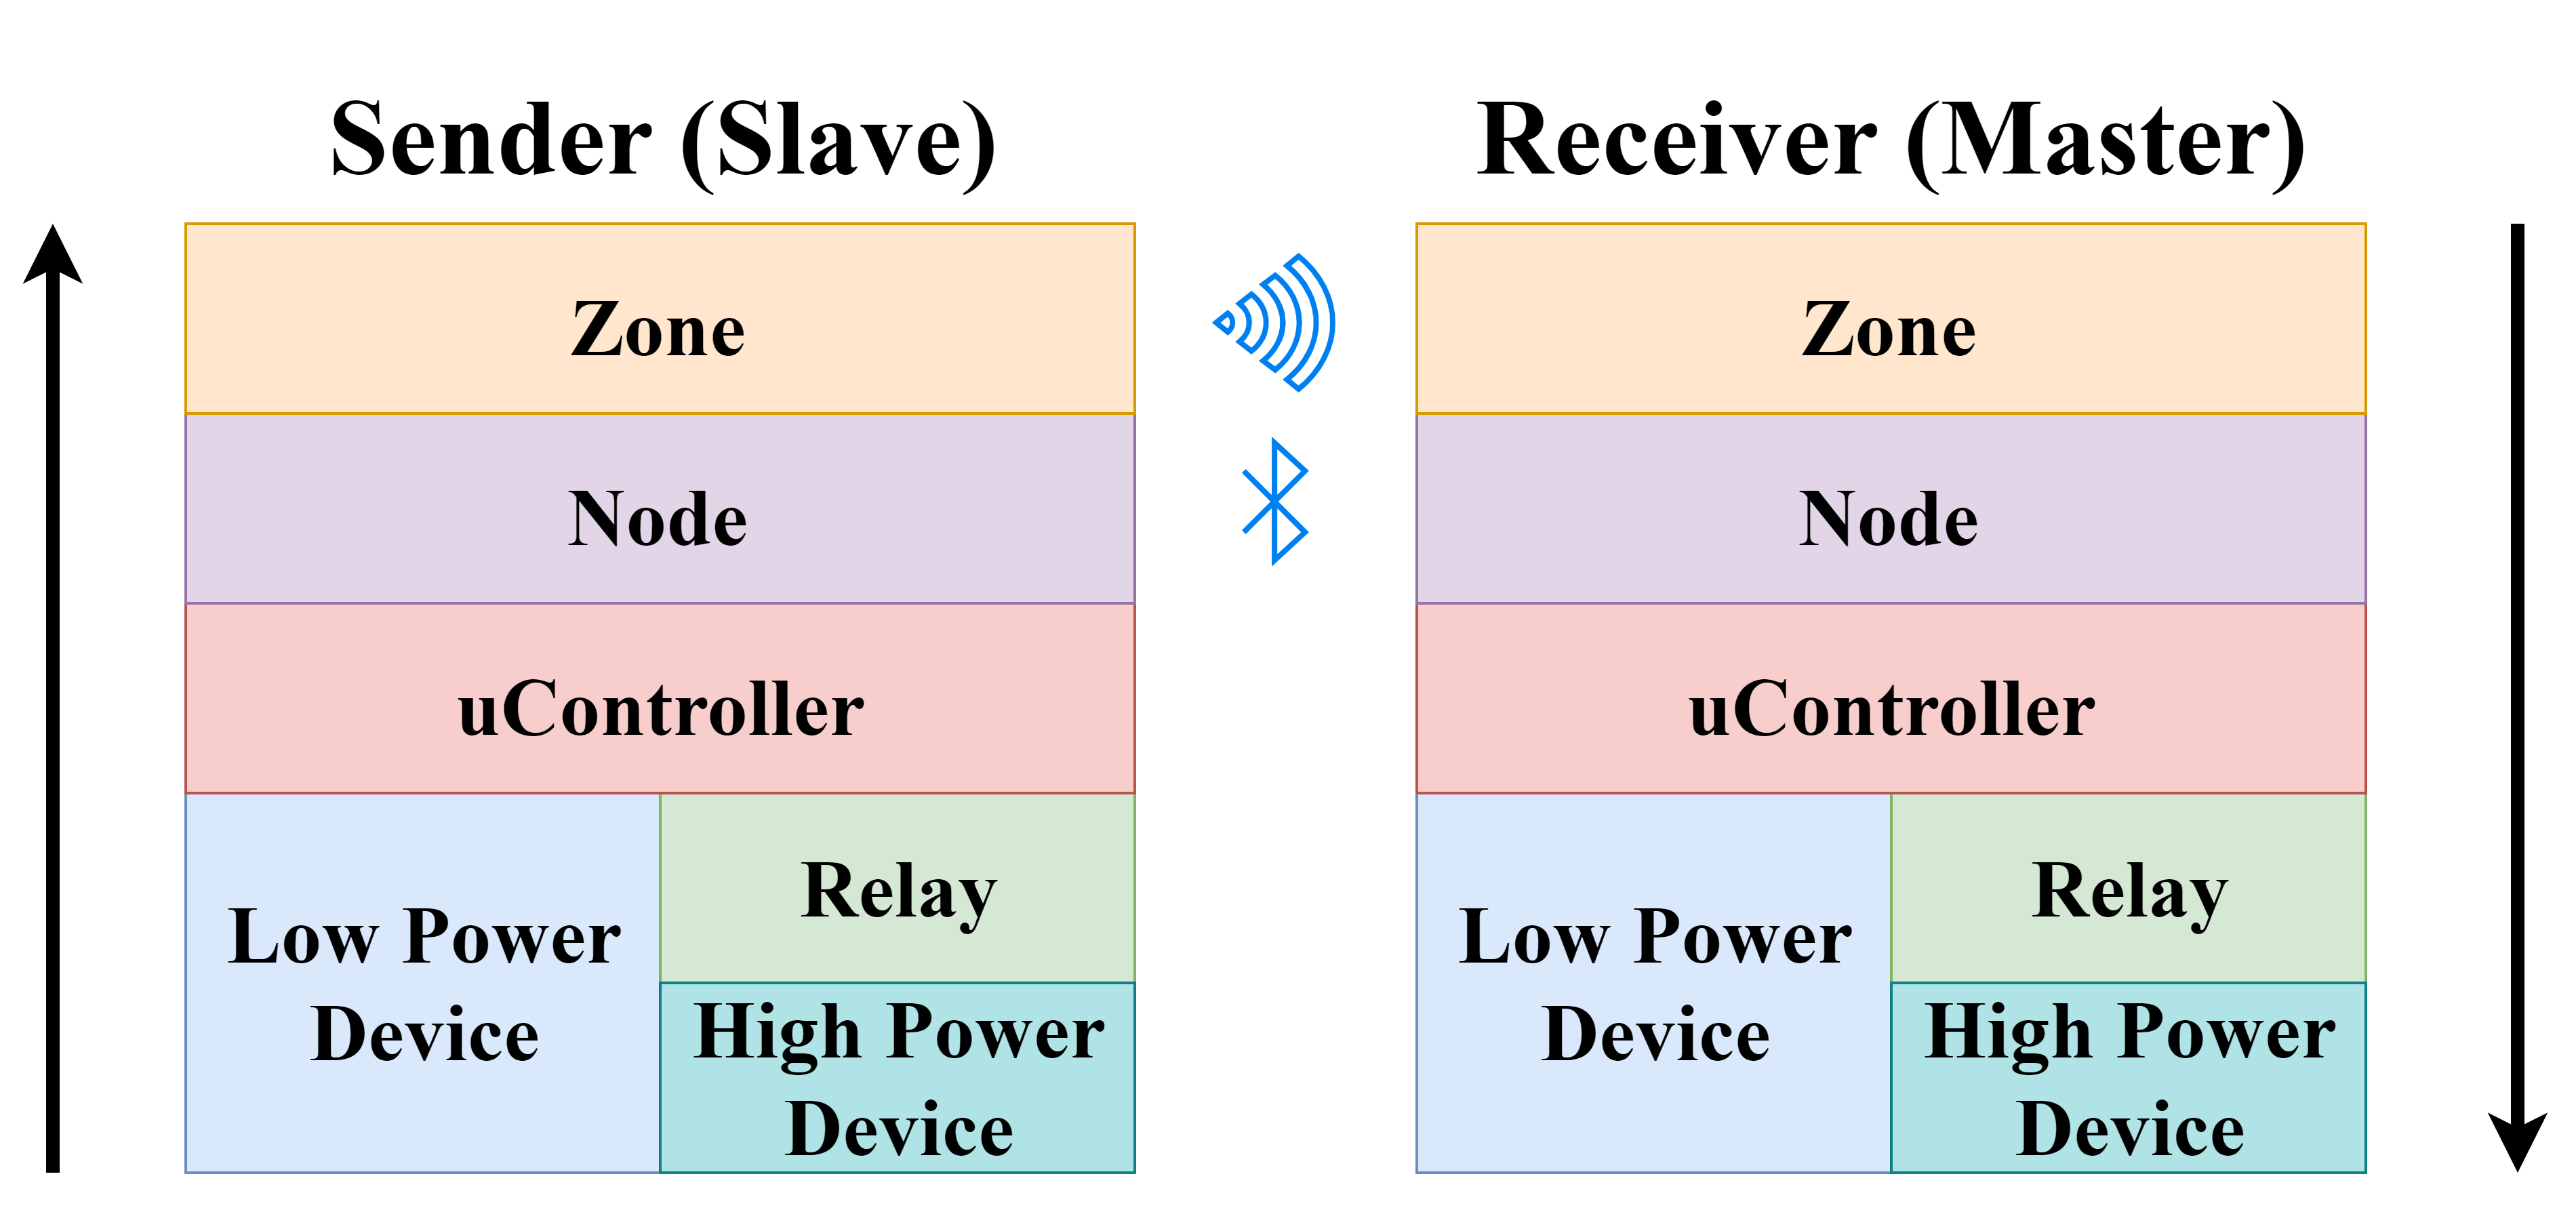 Sender (Slave)
Zone
Node
uController
Low Power
Device
Relay
High Power
Device
Receiver (Master)
Zone
Node
uController
Low Power
Device
Relay
High Power
Device